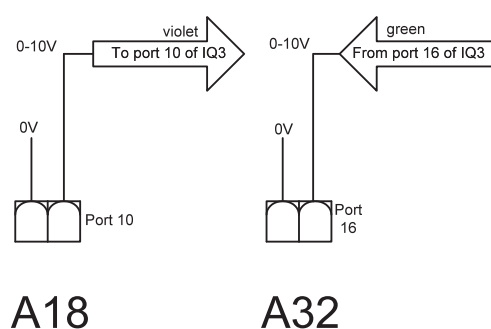 violet
0-10V
To port 10 of IQ3
0V
Port 10
A18
green
0-10V
From port 16 of IQ3
0V
Port
16
A32